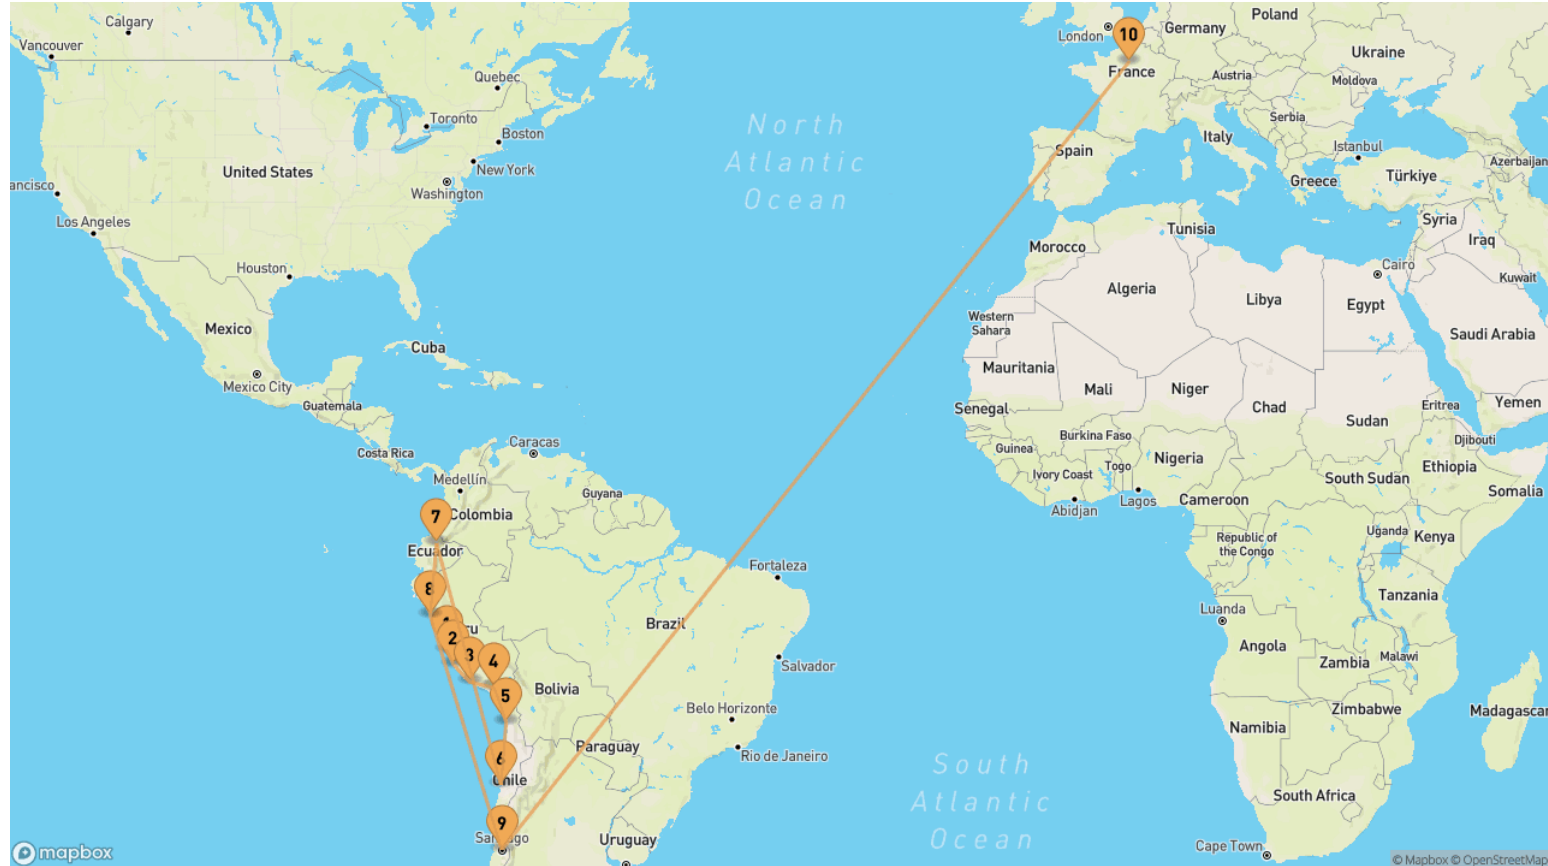 Calgary
Vancouver
Quebec
Toronto
Boston
New York
Washington
United States
ancisco
Los Angeles
Houston
Mexico
Cuba
Mexico City
Guatemala
Costa Rica
Caracas
Medellín
Colombia
Guyana
7
Ecuador
8
ru
2
3
4
5
Bolivia
6
Chile
9
Brazil
Fortaleza
Salvador
Belo Horizonte
Rio de Janeiro
Paraguay
Uruguay
North
Atlantic
Ocean
South
Atlantic
Ocean
London
10
Germany
Poland
France
Ukraine
Austria
Moldova
Serbia
Italy
Spain
Istanbul
Greece
Türkiye
Azerbaijan
Syria
Iraq
Morocco
Tunisia
Cairo
Kuwait
Algeria
Libya
Egypt
Western
Sahara
Saudi Arabia
Mauritania
Mali
Niger
Chad
Sudan
Eritrea
Yemen
Senegal
Guinea
Burkina Faso
Djibouti
Ivory Coast
Togo
Nigeria
South Sudan
Ethiopia
Somalia
Abidjan
Lagos
Cameroon
Republic of
the Congo
Uganda
Kenya
Tanzania
Luanda
Angola
Zambia
Malawi
Zimbabwe
Madagascar
Namibia
South Africa
Cape Town
mapbox
© Mapbox © OpenStreetMap